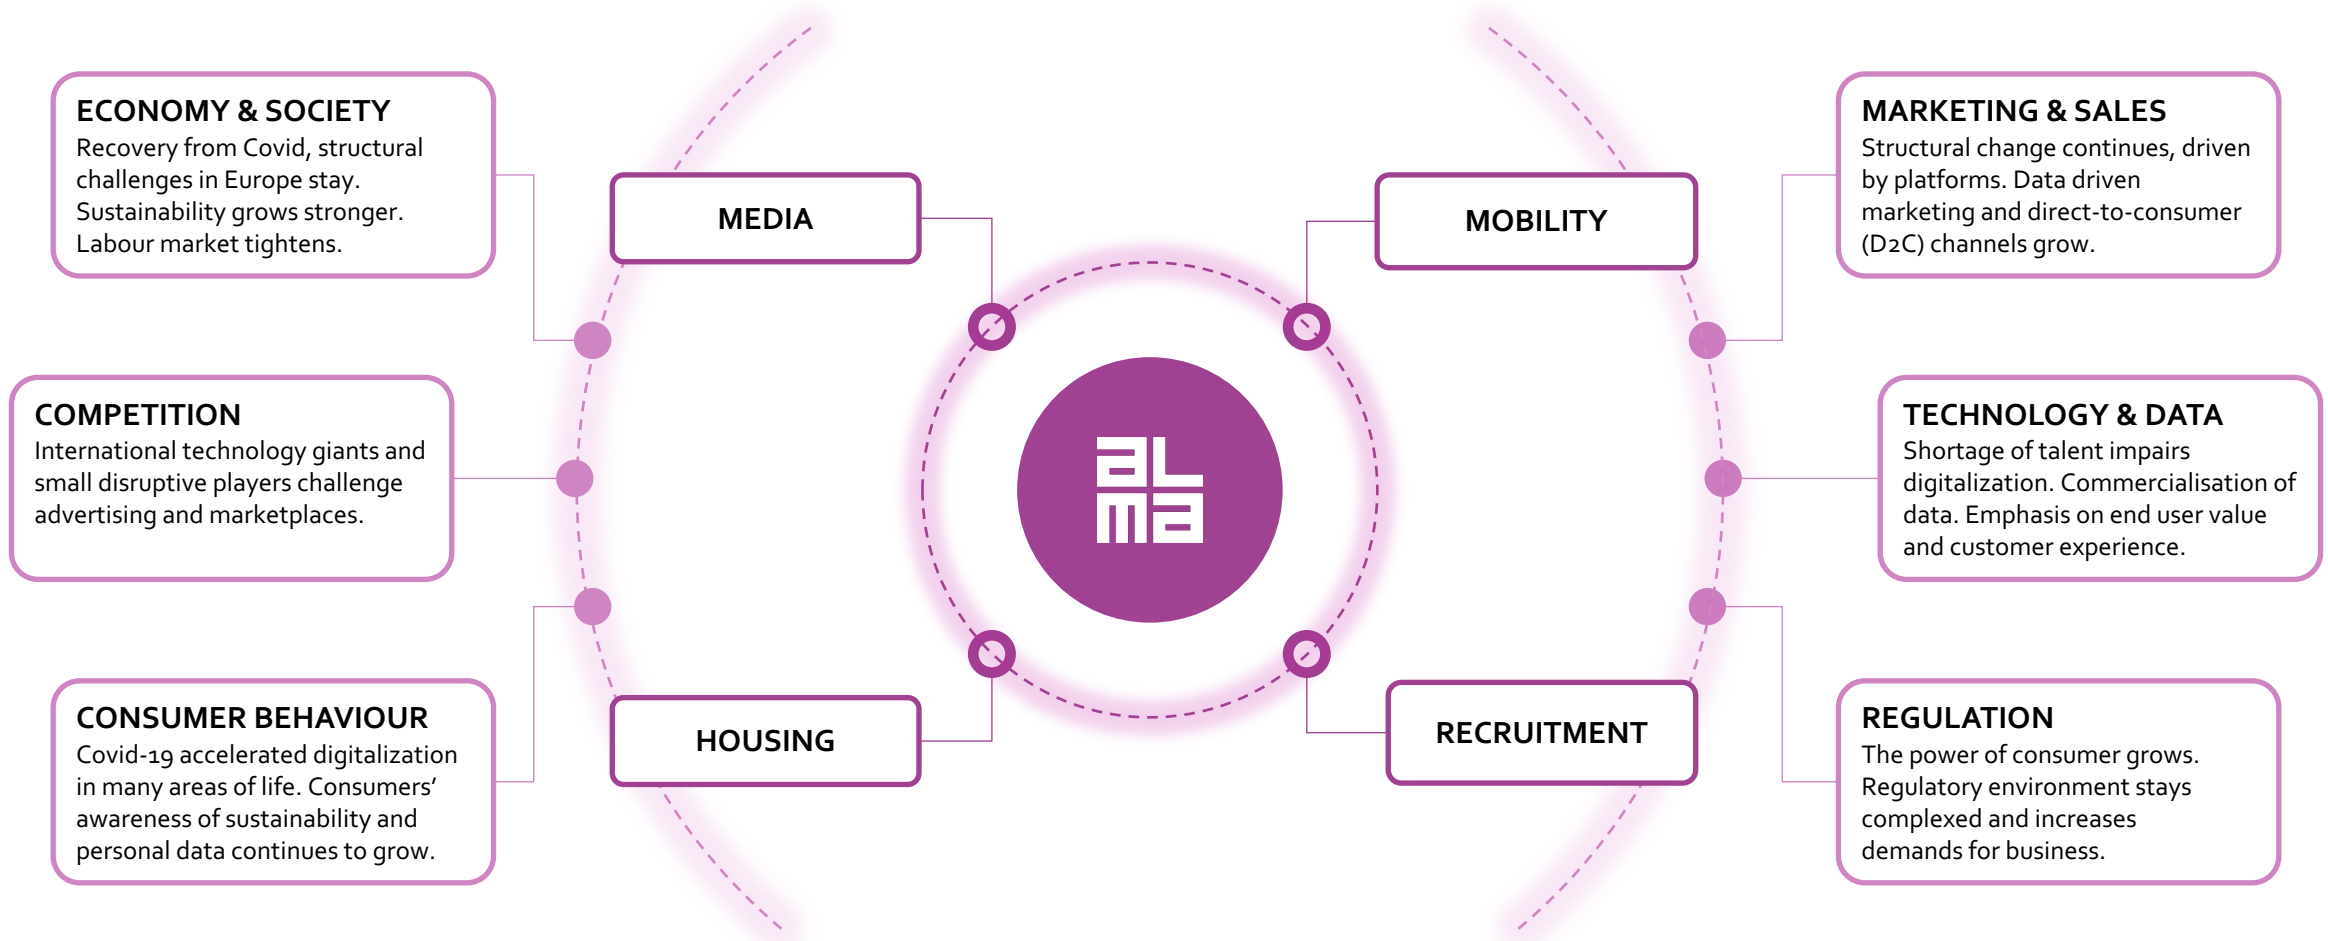 ECONOMY & SOCIETY
Recovery from Covid, structural
challenges in Europe stay.
Sustainability grows stronger.
Labour market tightens.
COMPETITION
International technology giants and
small disruptive players challenge
advertising and marketplaces.
CONSUMER BEHAVIOUR
Covid-19 accelerated digitalization
in many areas of life. Consumers’
awareness of sustainability and
personal data continues to grow.
MEDIA
HOUSING
aL
ma
MOBILITY
RECRUITMENT
MARKETING & SALES
Structural change continues, driven
by platforms. Data driven
marketing and direct-to-consumer
(D2C) channels grow.
TECHNOLOGY & DATA
Shortage of talent impairs
digitalization. Commercialisation of
data. Emphasis on end user value
and customer experience.
REGULATION
The power of consumer grows.
Regulatory environment stays
complexed and increases
demands for business.